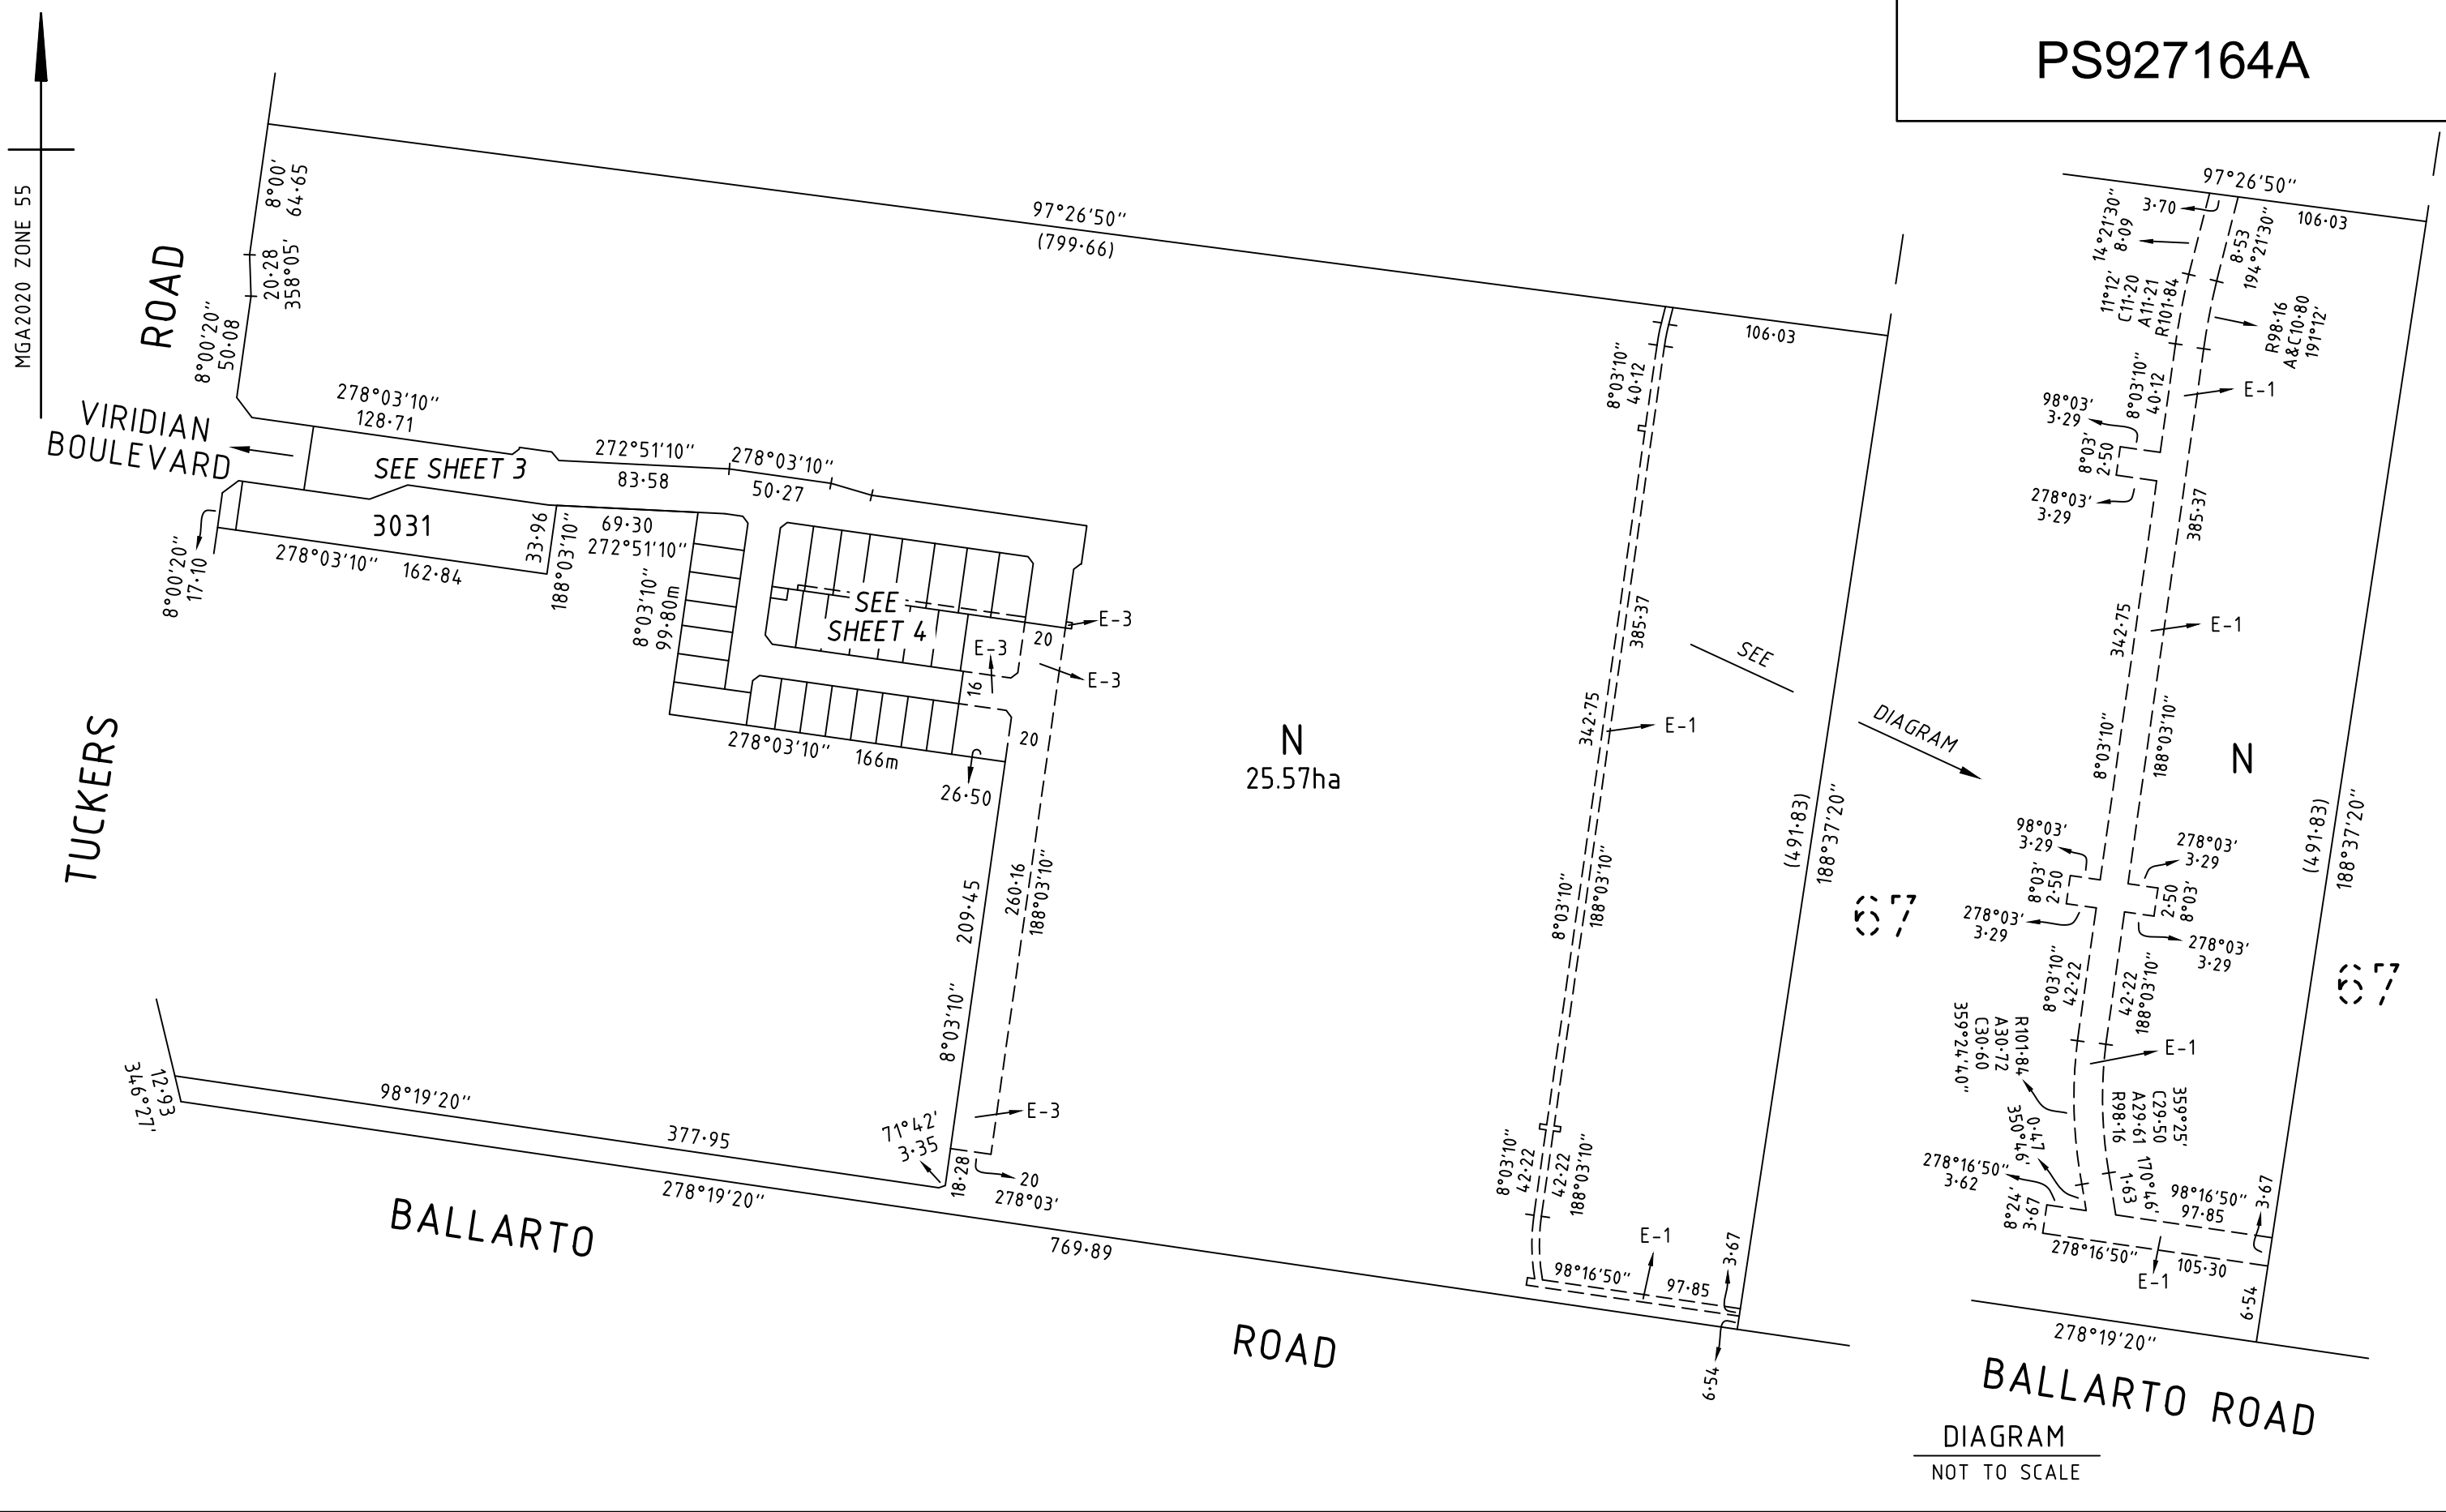 PS927164A
MGA2020 ZONE 55
ROAD
8°00'
64·65
20·28
358°05'
8°00'20"
50·08
97°26'50"
(799·66)
106·03
278°03'10"
128·71
VIRIDIAN
BOULEVARD
SEE SHEET 3
272°51'10"
83·58
278°03'10"
50·27
3031
33·96
188°03'10"
69·30
272°51'10"
278°03'10" 162·84
8°00'20"
17·10
8°03'10"
99·80m
SEE
SHEET 4
E-3
20
E-3
E-3
16
20
278°03'10" 166m
26·50
TUCKERS
N
25.57ha
8°03'10"
40·12
385·37
342·75
E-1
8°03'10"
188°03'10"
(491·83)
188°37'20"
SEE
DIAGRAM
67
209·45
8°03'10"
260·16
188°03'10"
E-3
71°42'
3·35
18·28
20
278°03'
12·93
346°27'
98°19'20"
377·95
278°19'20"
769·89
BALLARTO
ROAD
8°03'10"
42·22
42·22
188°03'10"
E-1
98°16'50"
97·85
3·67
6·54
97°26'50"
106·03
3·70
14°21'30"
8·09
8·53
194°21'30"
11°12'
C11·20
A11·21
R101·84
R98·16
A&C10·80
191°12'
8°03'10"
40·12
E-1
98°03'
3·29
8°03'
2·50
278°03'
3·29
385·37
342·75
E-1
8°03'10"
188°03'10"
N
(491·83)
188°37'20"
98°03'
3·29
278°03'
3·29
8°03'
2·50
2·50
8°03'
278°03'
3·29
278°03'
3·29
67
8°03'10"
42·22
42·22
188°03'10"
E-1
R101·84
A30·72
C30·60
359°24'40"
359°25'
C29·50
A29·61
R98·16
0·47
350°46'
278°16'50"
3·62
170°46'
1·63
8°24'
3·67
98°16'50"
97·85
3·67
278°16'50"
105·30
E-1
6·54
278°19'20"
BALLARTO ROAD
DIAGRAM
NOT TO SCALE